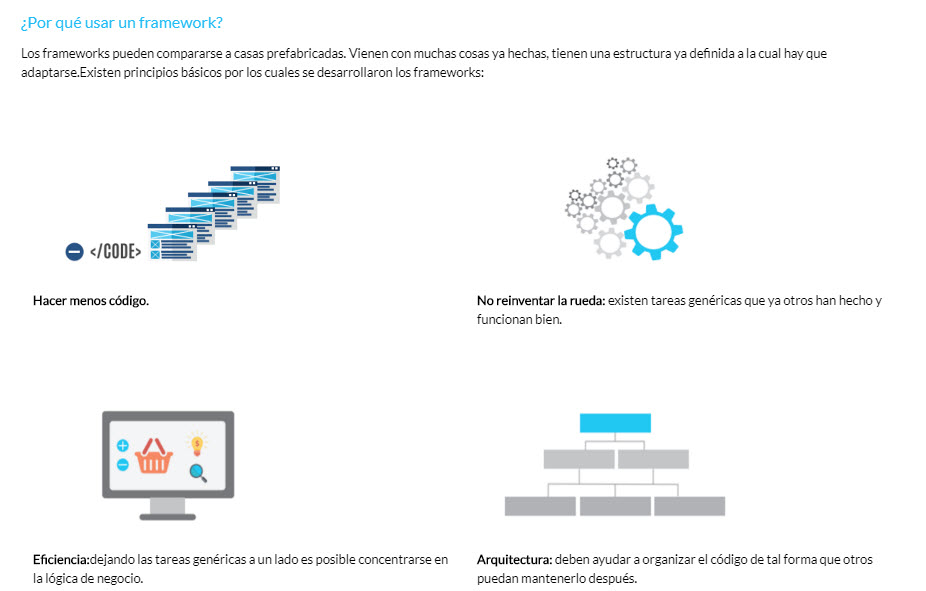 ¿Por qué usar un framework?
Los frameworks pueden compararse a casas prefabricadas. Vienen con muchas cosas ya hechas, tienen una estructura ya definida a la cual hay que
adaptarse.Existen principios básicos por los cuales se desarrollaron los frameworks:
</CODE>
Hacer menos código.
No reinventar la rueda: existen tareas genéricas que ya otros han hecho y
funcionan bien.
Eficiencia:dejando las tareas genéricas a un lado es posible concentrarse en
la lógica de negocio.
Arquitectura: deben ayudar a organizar el código de tal forma que otros
puedan mantenerlo después.